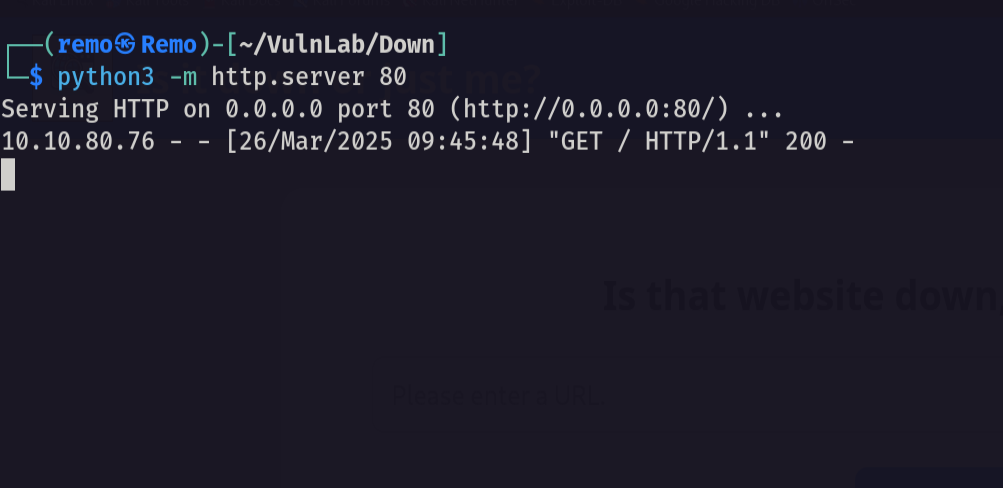 ┌──(remo㉿Remo)-[~/VulnLab/Down]
└─$ python3 -m http.server 80
Serving HTTP on 0.0.0.0 port 80 (http://0.0.0.0:80/) ...
10.10.80.76 - - [26/Mar/2025 09:45:48] "GET / HTTP/1.1" 200 -
Is that website down
Please enter a URL